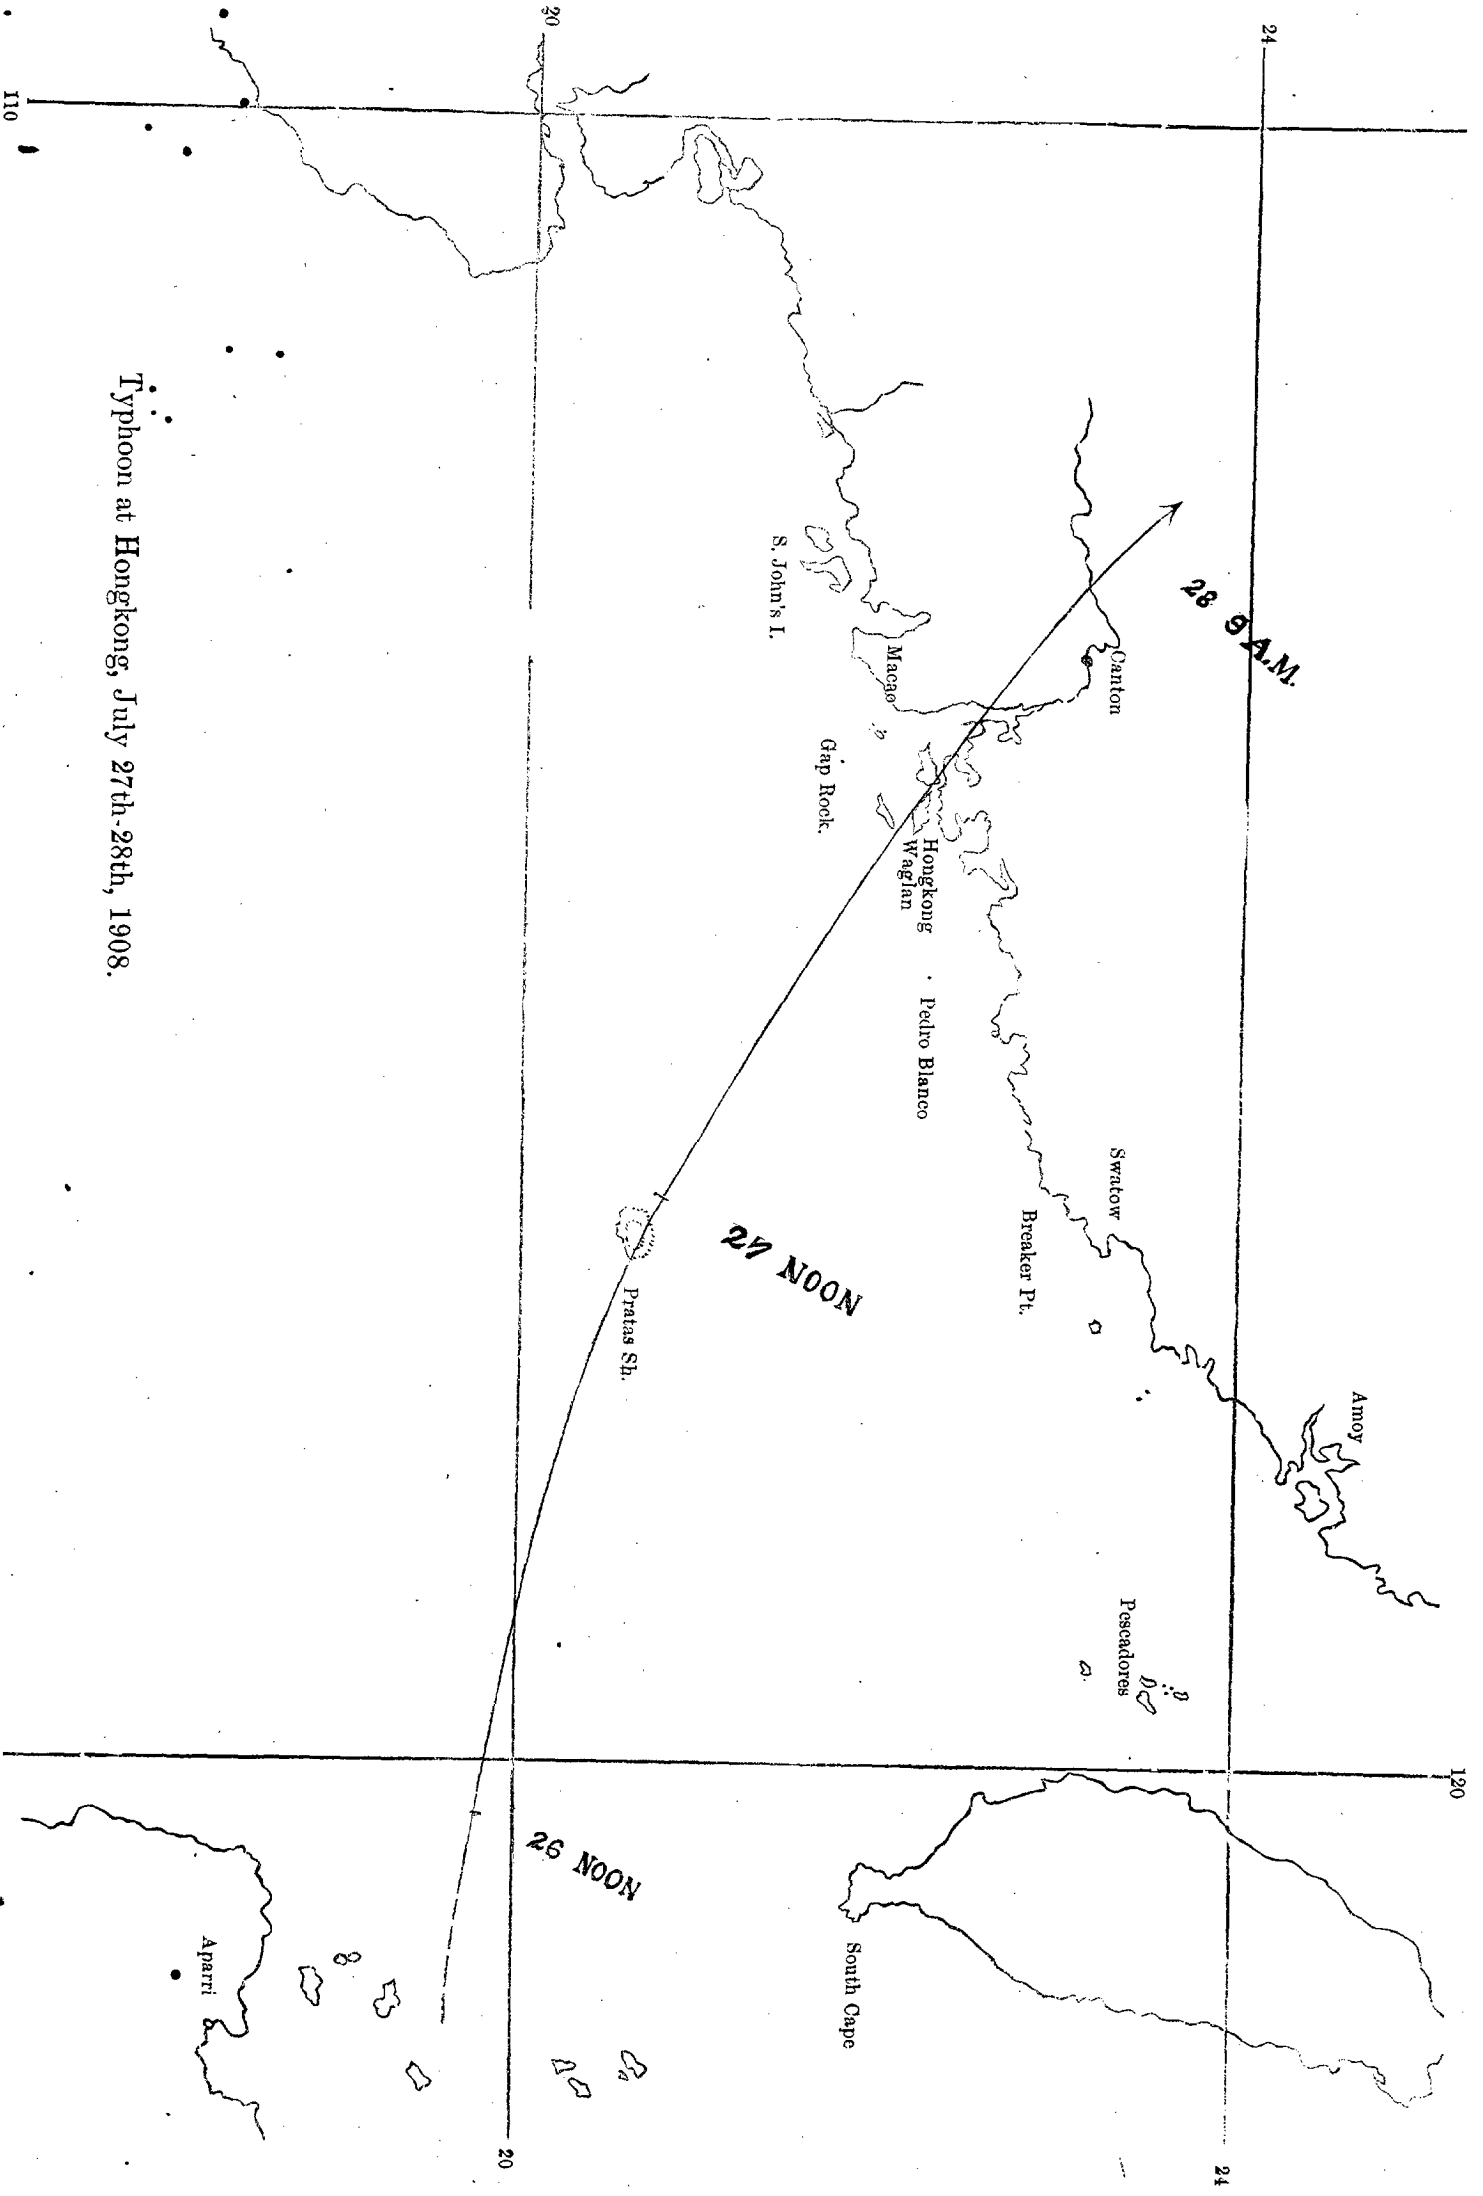 120
24
24
Amoy
Pescadores
Swatow
Breaker Pt.
28 9 A.M.
Canton
Hongkong
Waglan
Pedro Blanco
Macao
Gap Rock.
S. John's I.
South Cape
27 NOON
Pratas Sh.
26 NOON
20
20
Aparri
110
Typhoon at Hongkong, July 27th-28th, 1908.